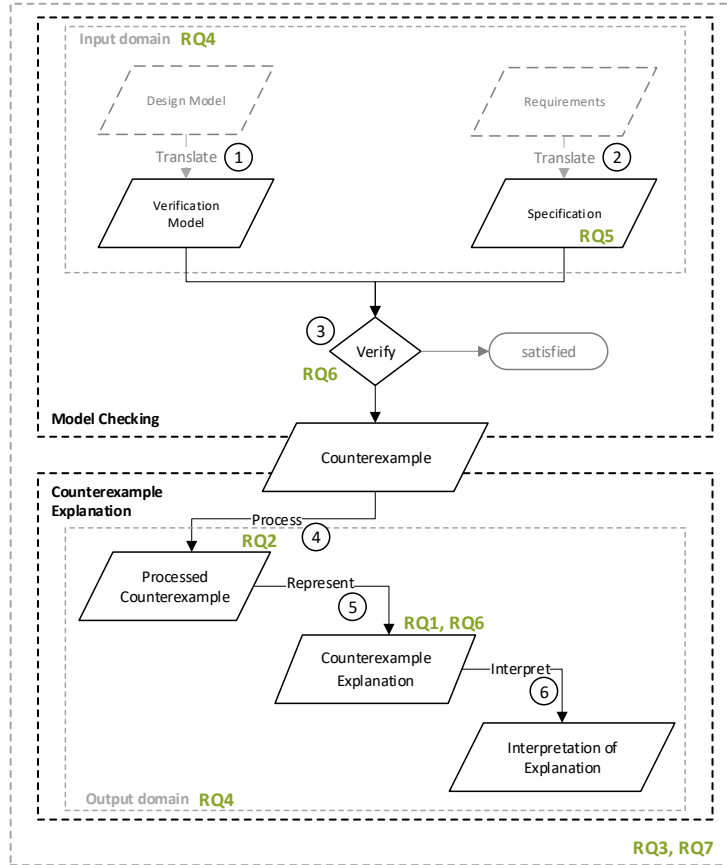 Input domain RQ4
Design Model
Requirements
Translate 1
Translate 2
Verification
Model
Specification
RQ5
3
Verify
satisfied
RQ6
Model Checking
Counterexample
Counterexample
Explanation
Process
4
RQ2
Processed
Counterexample
Represent
5
RQ1, RQ6
Counterexample
Explanation
Interpret
6
Interpretation of
Explanation
Output domain RQ4
RQ3, RQ7